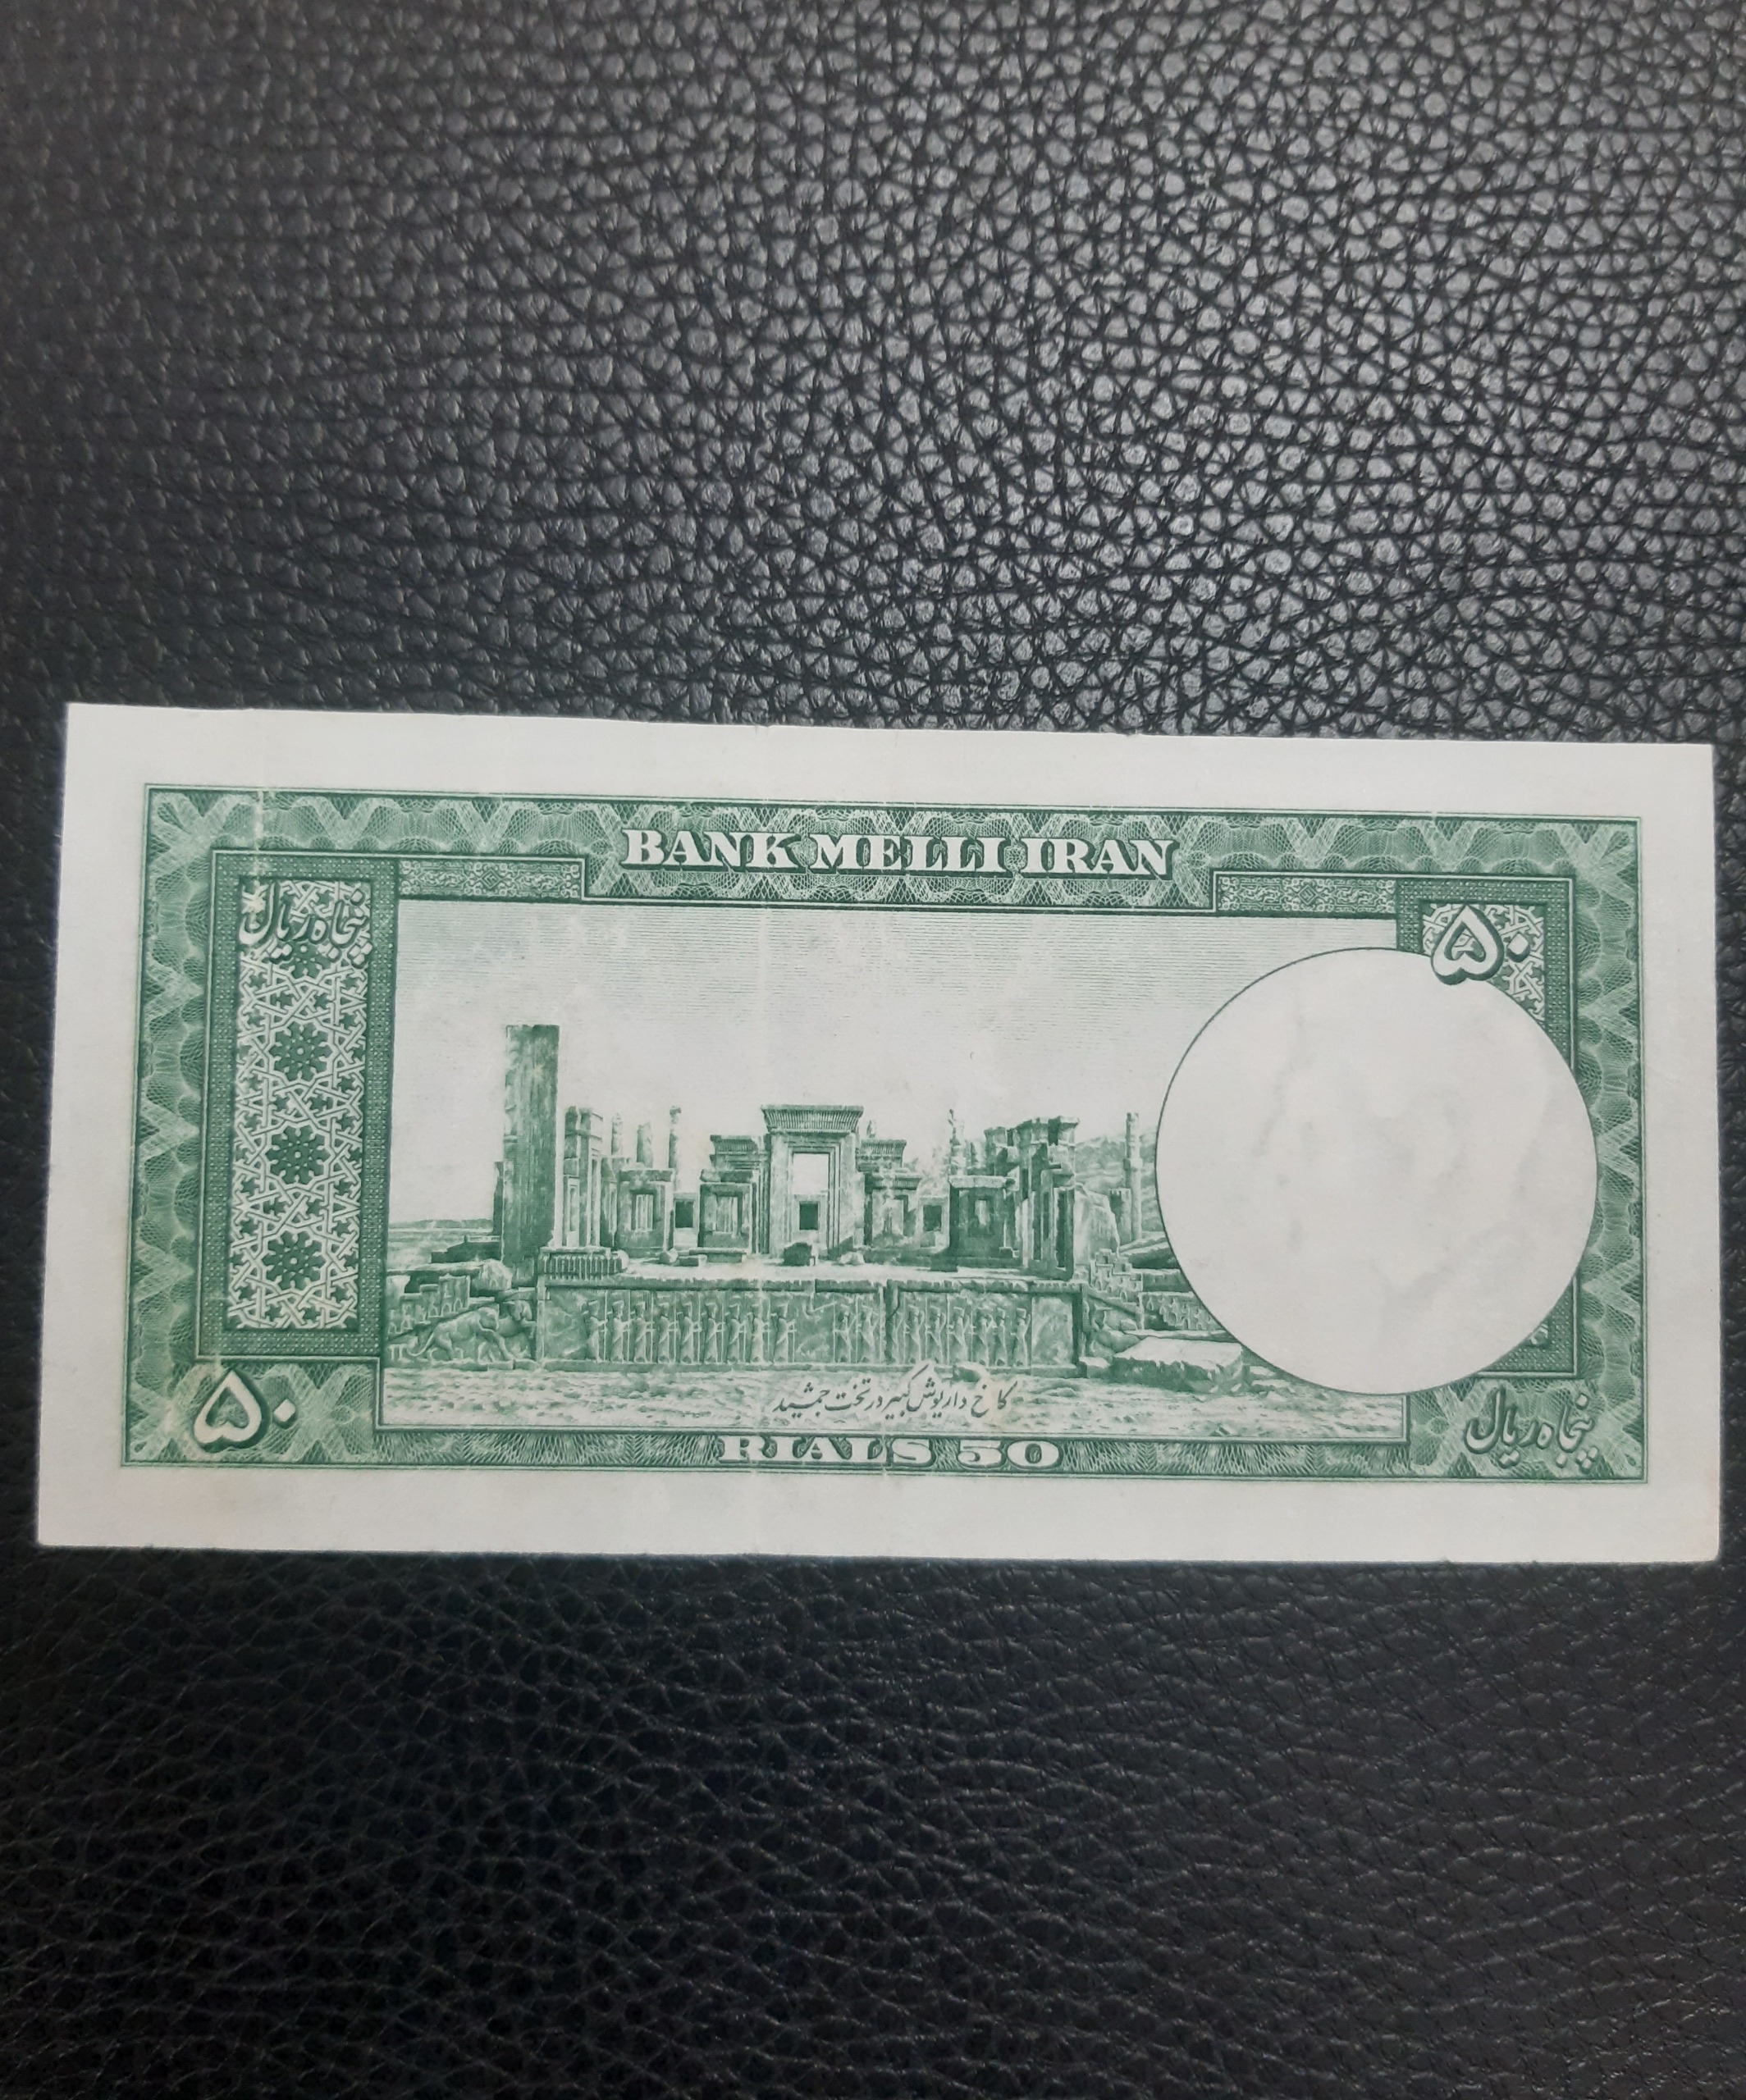 BANK MELLI IRAN
پنجاه ریال
۵۰
کاخ داریوش کبیر در تخت جمشید
۵۰
RIALS 50
پنجاه ریال